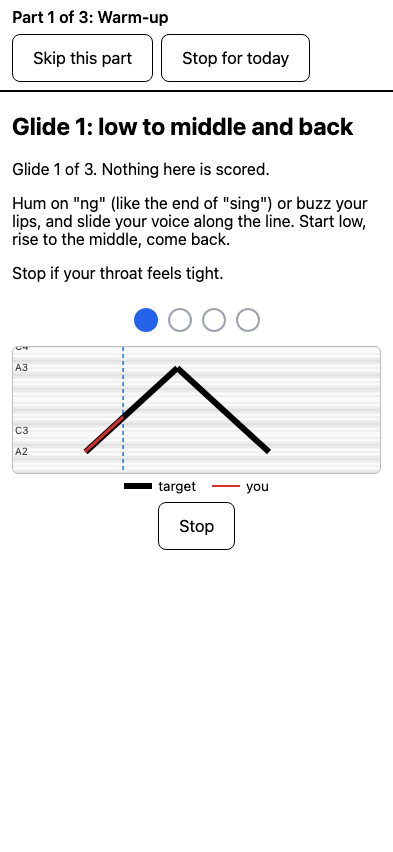 Part 1 of 3: Warm-up
Skip this part
Stop for today
Glide 1: low to middle and back
Glide 1 of 3. Nothing here is scored.
Hum on "ng" (like the end of "sing") or buzz your
lips, and slide your voice along the line. Start low,
rise to the middle, come back.
Stop if your throat feels tight.
A3
C3
A2
target
you
Stop